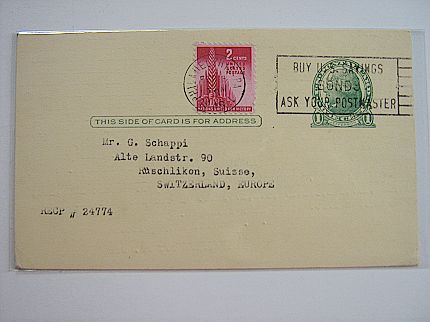 2 CENTS
UNITED
STATES
POSTAGE
BUY U.S. SAVINGS
BONDS
ASK YOUR POSTMASTER
THIS SIDE OF CARD IS FOR ADDRESS
Mr. G. Schappi
Alte Landstr. 90
Rüschlikon, Suisse,
SWITZERLAND, EUROPE
RECP # 24774